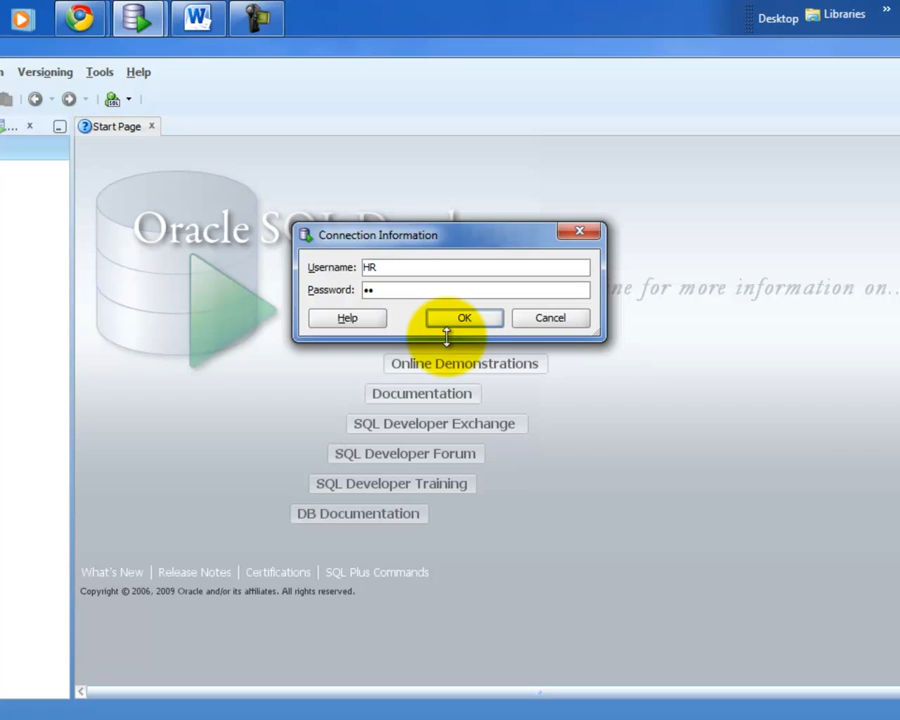 Desktop
Libraries
»
Versioning Tools Help
SQL
... x
Start Page x
Oracle SQL
Connection Information
Username: HR
ne for more information on..
Password: ••
Help OK Cancel
Online Demonstrations
Documentation
SQL Developer Exchange
SQL Developer Forum
SQL Developer Training
DB Documentation
What's New | Release Notes | Certifications | SQL Plus Commands
Copyright © 2006, 2009 Oracle and/or its affiliates. All rights reserved.